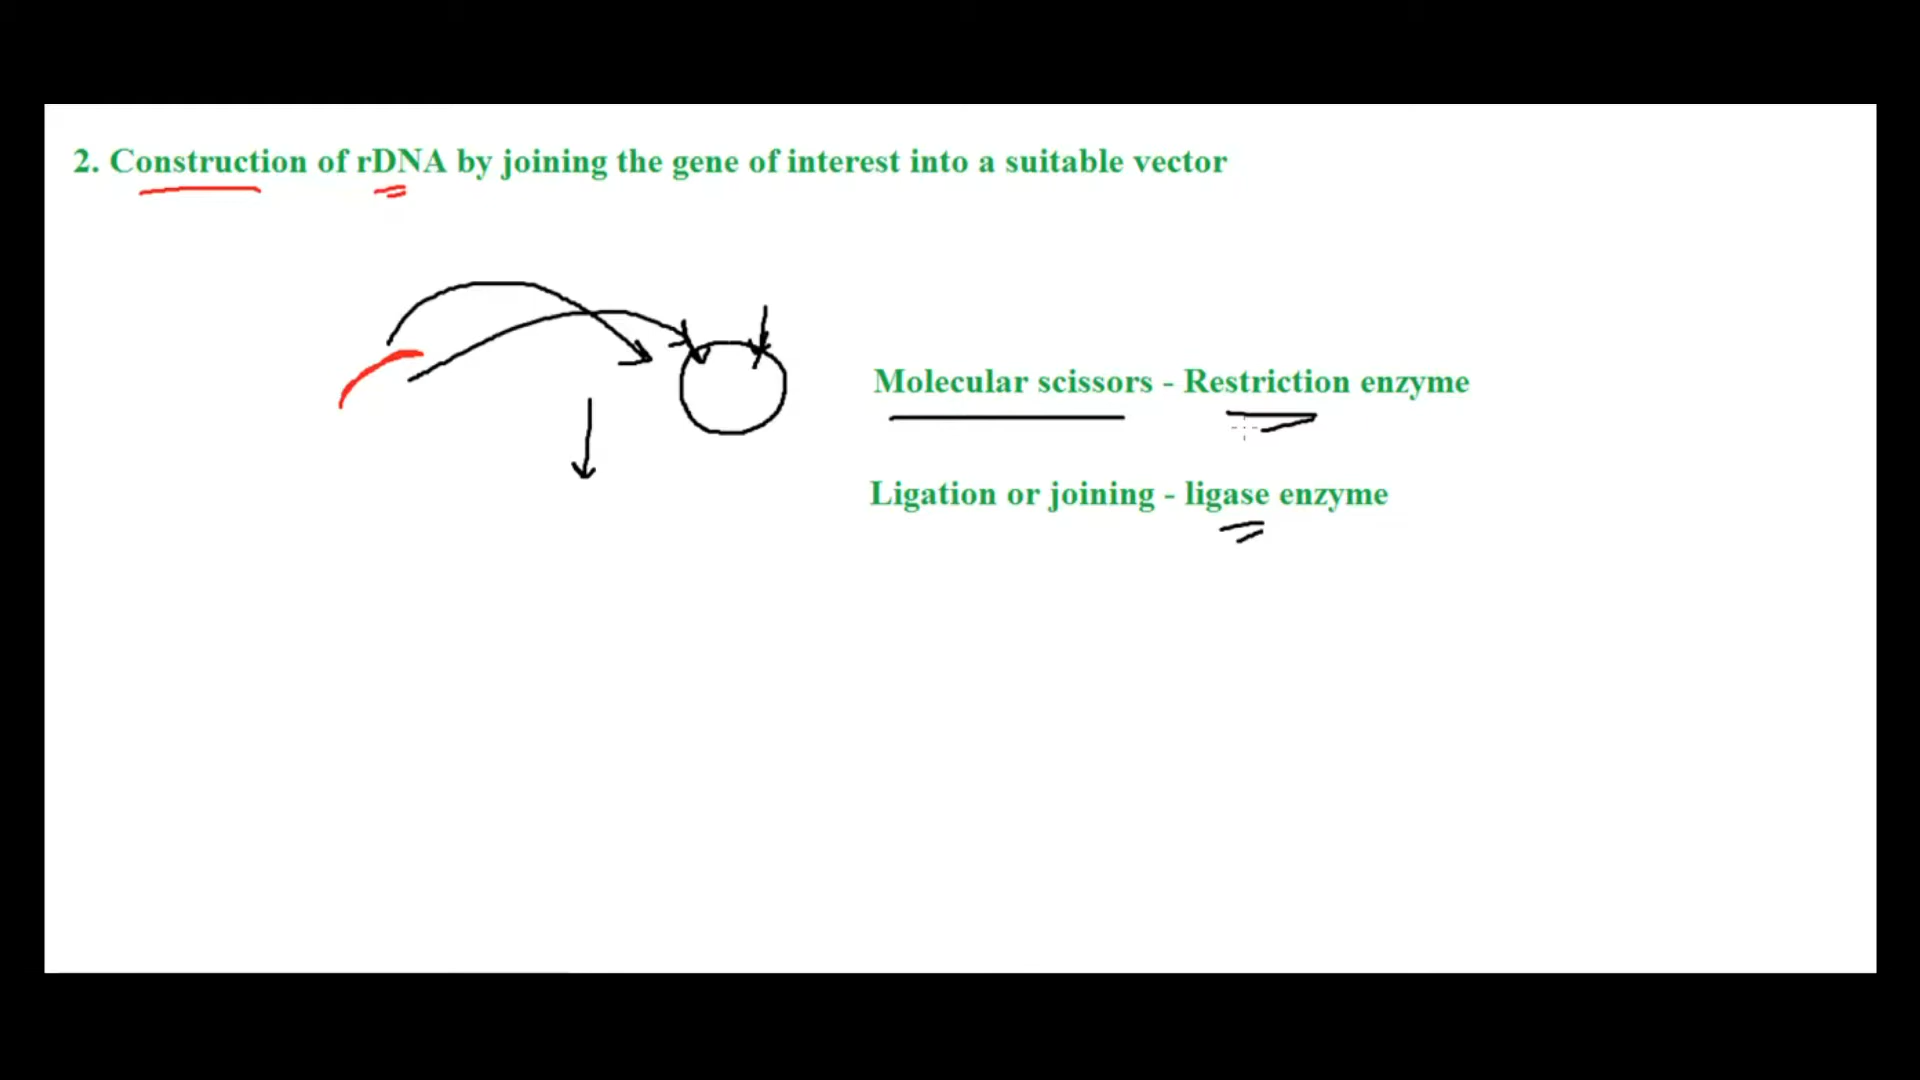 2. Construction of rDNA by joining the gene of interest into a suitable vector
Molecular scissors - Restriction enzyme
Ligation or joining - ligase enzyme